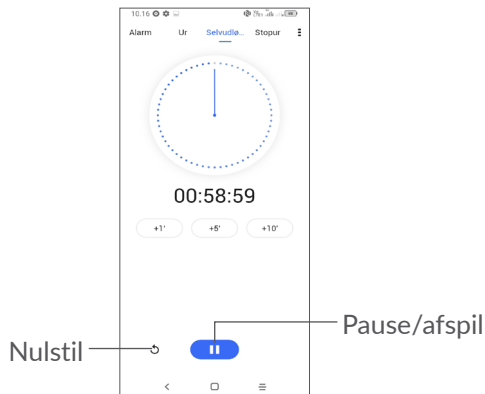 10.16
Alarm Ur Selvudlø... Stopur
00:58:59
+1' +5' +10'
Pause/afspil
Nulstil